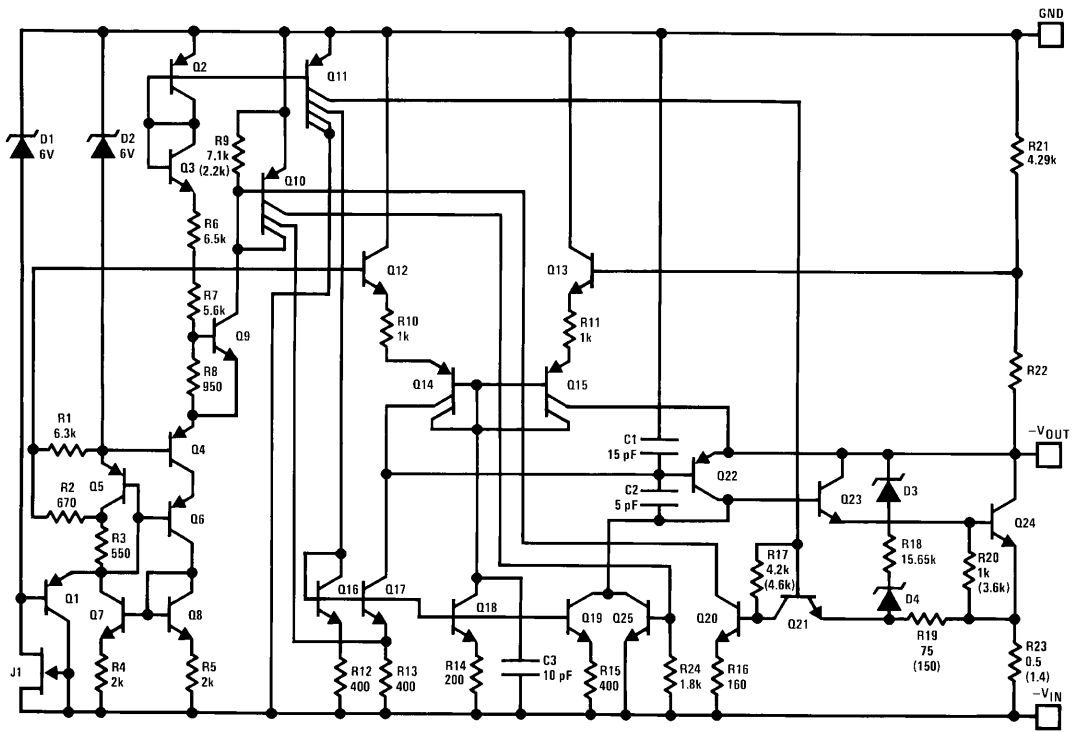 GND
Q2
Q11
D1
6V
D2
6V
Q3
R9
7.1k
(2.2k)
Q10
R21
4.29k
R6
6.5k
Q12
Q13
R7
5.6k
Q9
R10
1k
R11
1k
R8
950
Q14
Q15
R22
R1
6.3k
Q4
C1
15 pF
-VOUT
Q5
Q22
R2
670
Q6
C2
5 pF
Q23
D3
Q24
R3
550
R18
15.65k
R20
1k
(3.6k)
R17
4.2k
(4.6k)
Q1
Q7
Q8
Q16
Q17
Q18
Q19
Q25
Q20
Q21
D4
R19
75
(150)
J1
R4
2k
R5
2k
R12
400
R13
400
R14
200
C3
10 pF
R15
400
R24
1.8k
R16
160
R23
0.5
(1.4)
-VIN